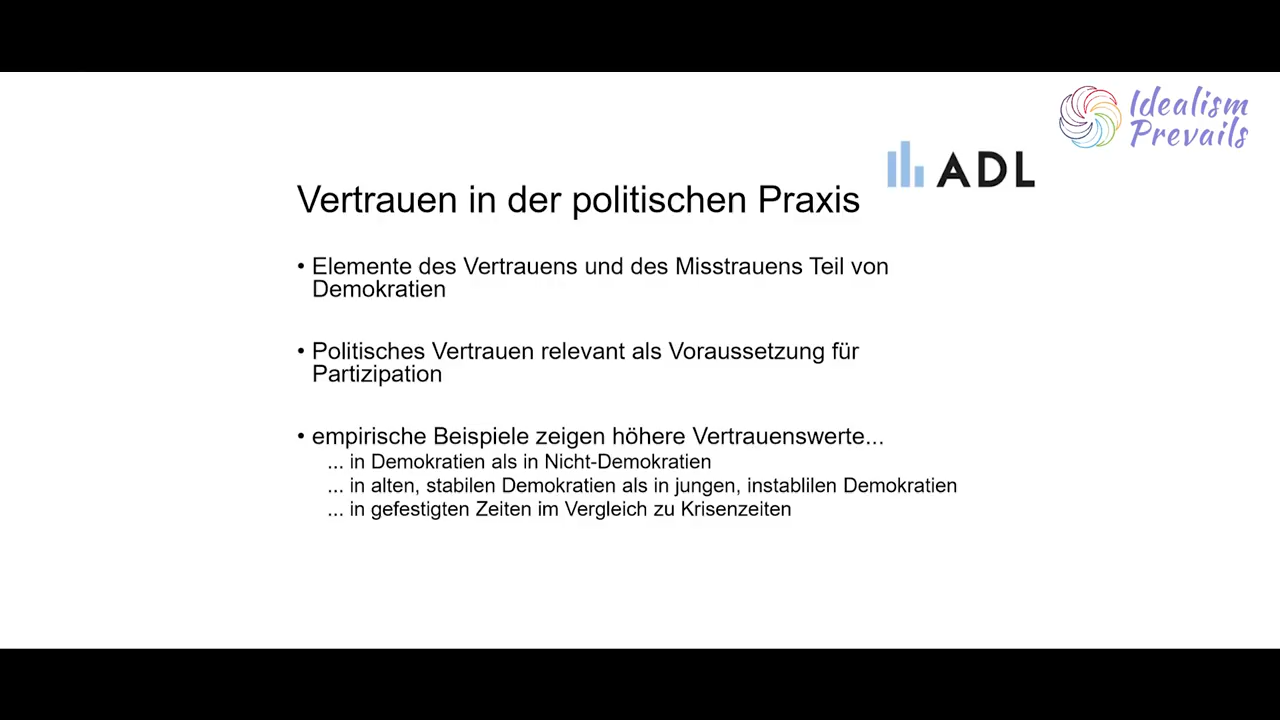 Idealism
Prevails
ADL
Vertrauen in der politischen Praxis
• Elemente des Vertrauens und des Misstrauens Teil von
Demokratien
• Politisches Vertrauen relevant als Voraussetzung für
Partizipation
• empirische Beispiele zeigen höhere Vertrauenswerte...
... in Demokratien als in Nicht-Demokratien
... in alten, stabilen Demokratien als in jungen, instablilen Demokratien
... in gefestigten Zeiten im Vergleich zu Krisenzeiten